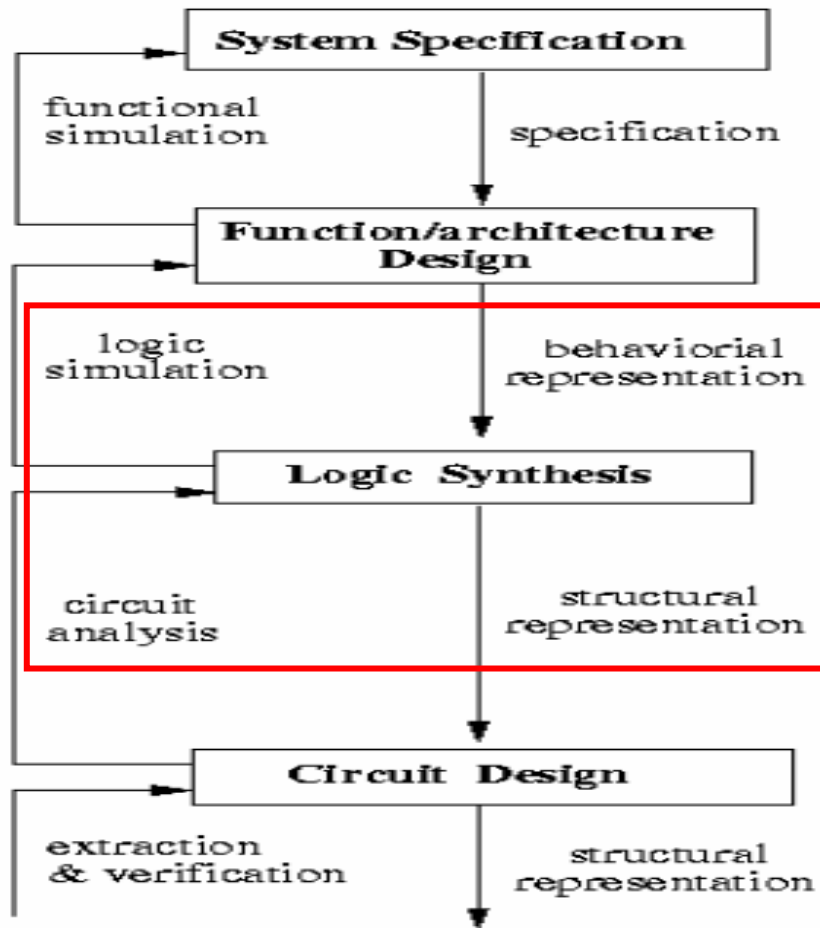 System Specification
functional
simulation
specification
Function/architecture
Design
logic
simulation
behaviorial
representation
Logic Synthesis
circuit
analysis
structural
representation
Circuit Design
extraction
& verification
structural
representation